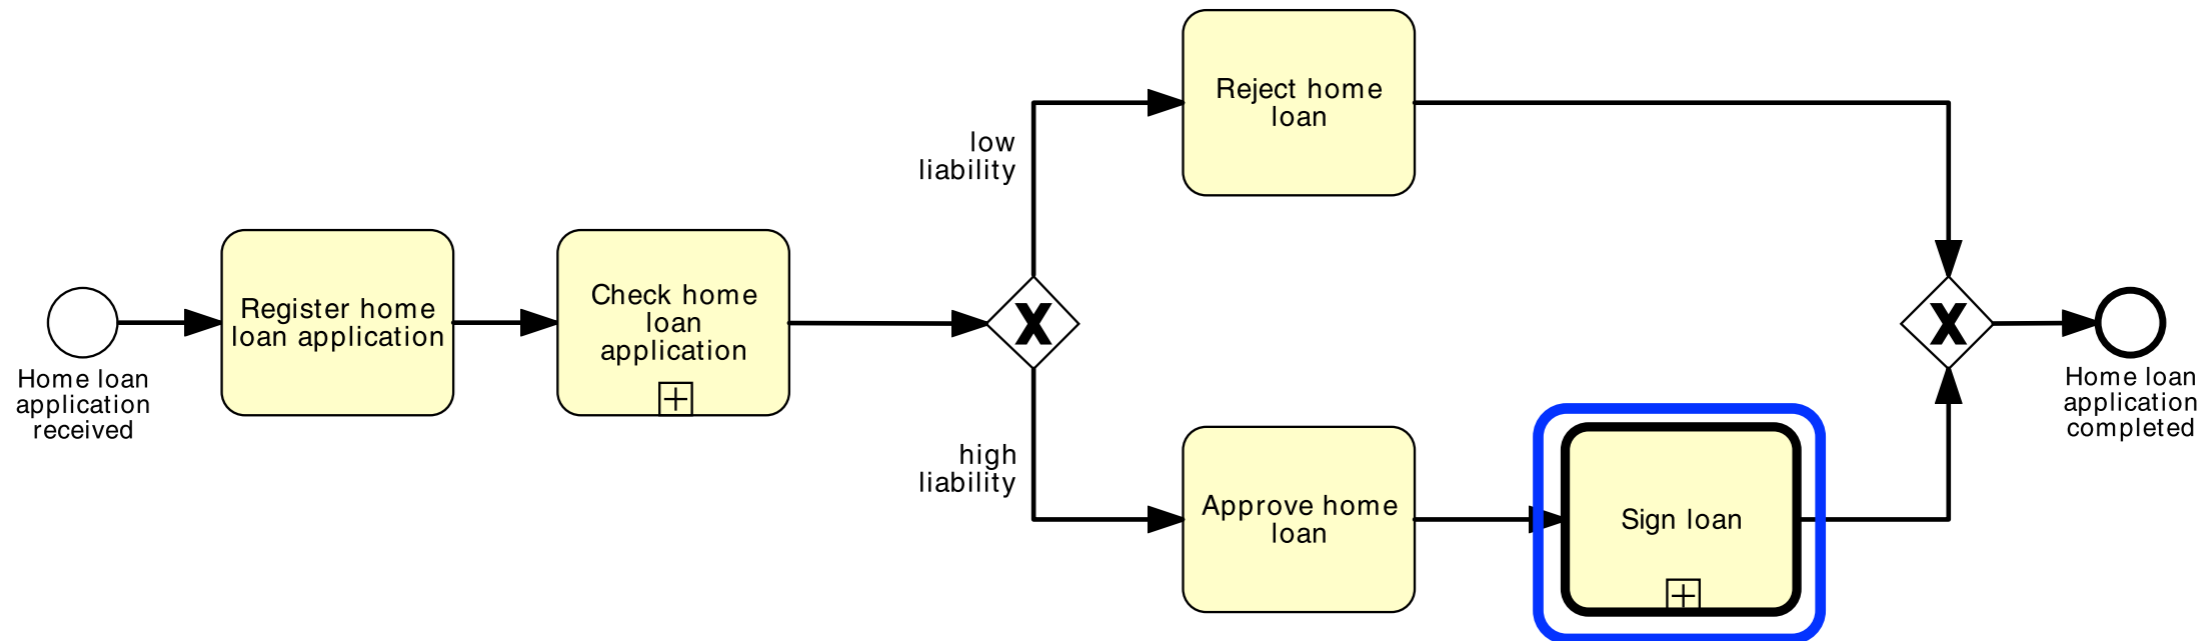 Home loan
application
received
Register home
loan application
Check home
loan
application
low
liability
high
liability
Reject home
loan
Approve home
loan
Sign loan
Home loan
application
completed